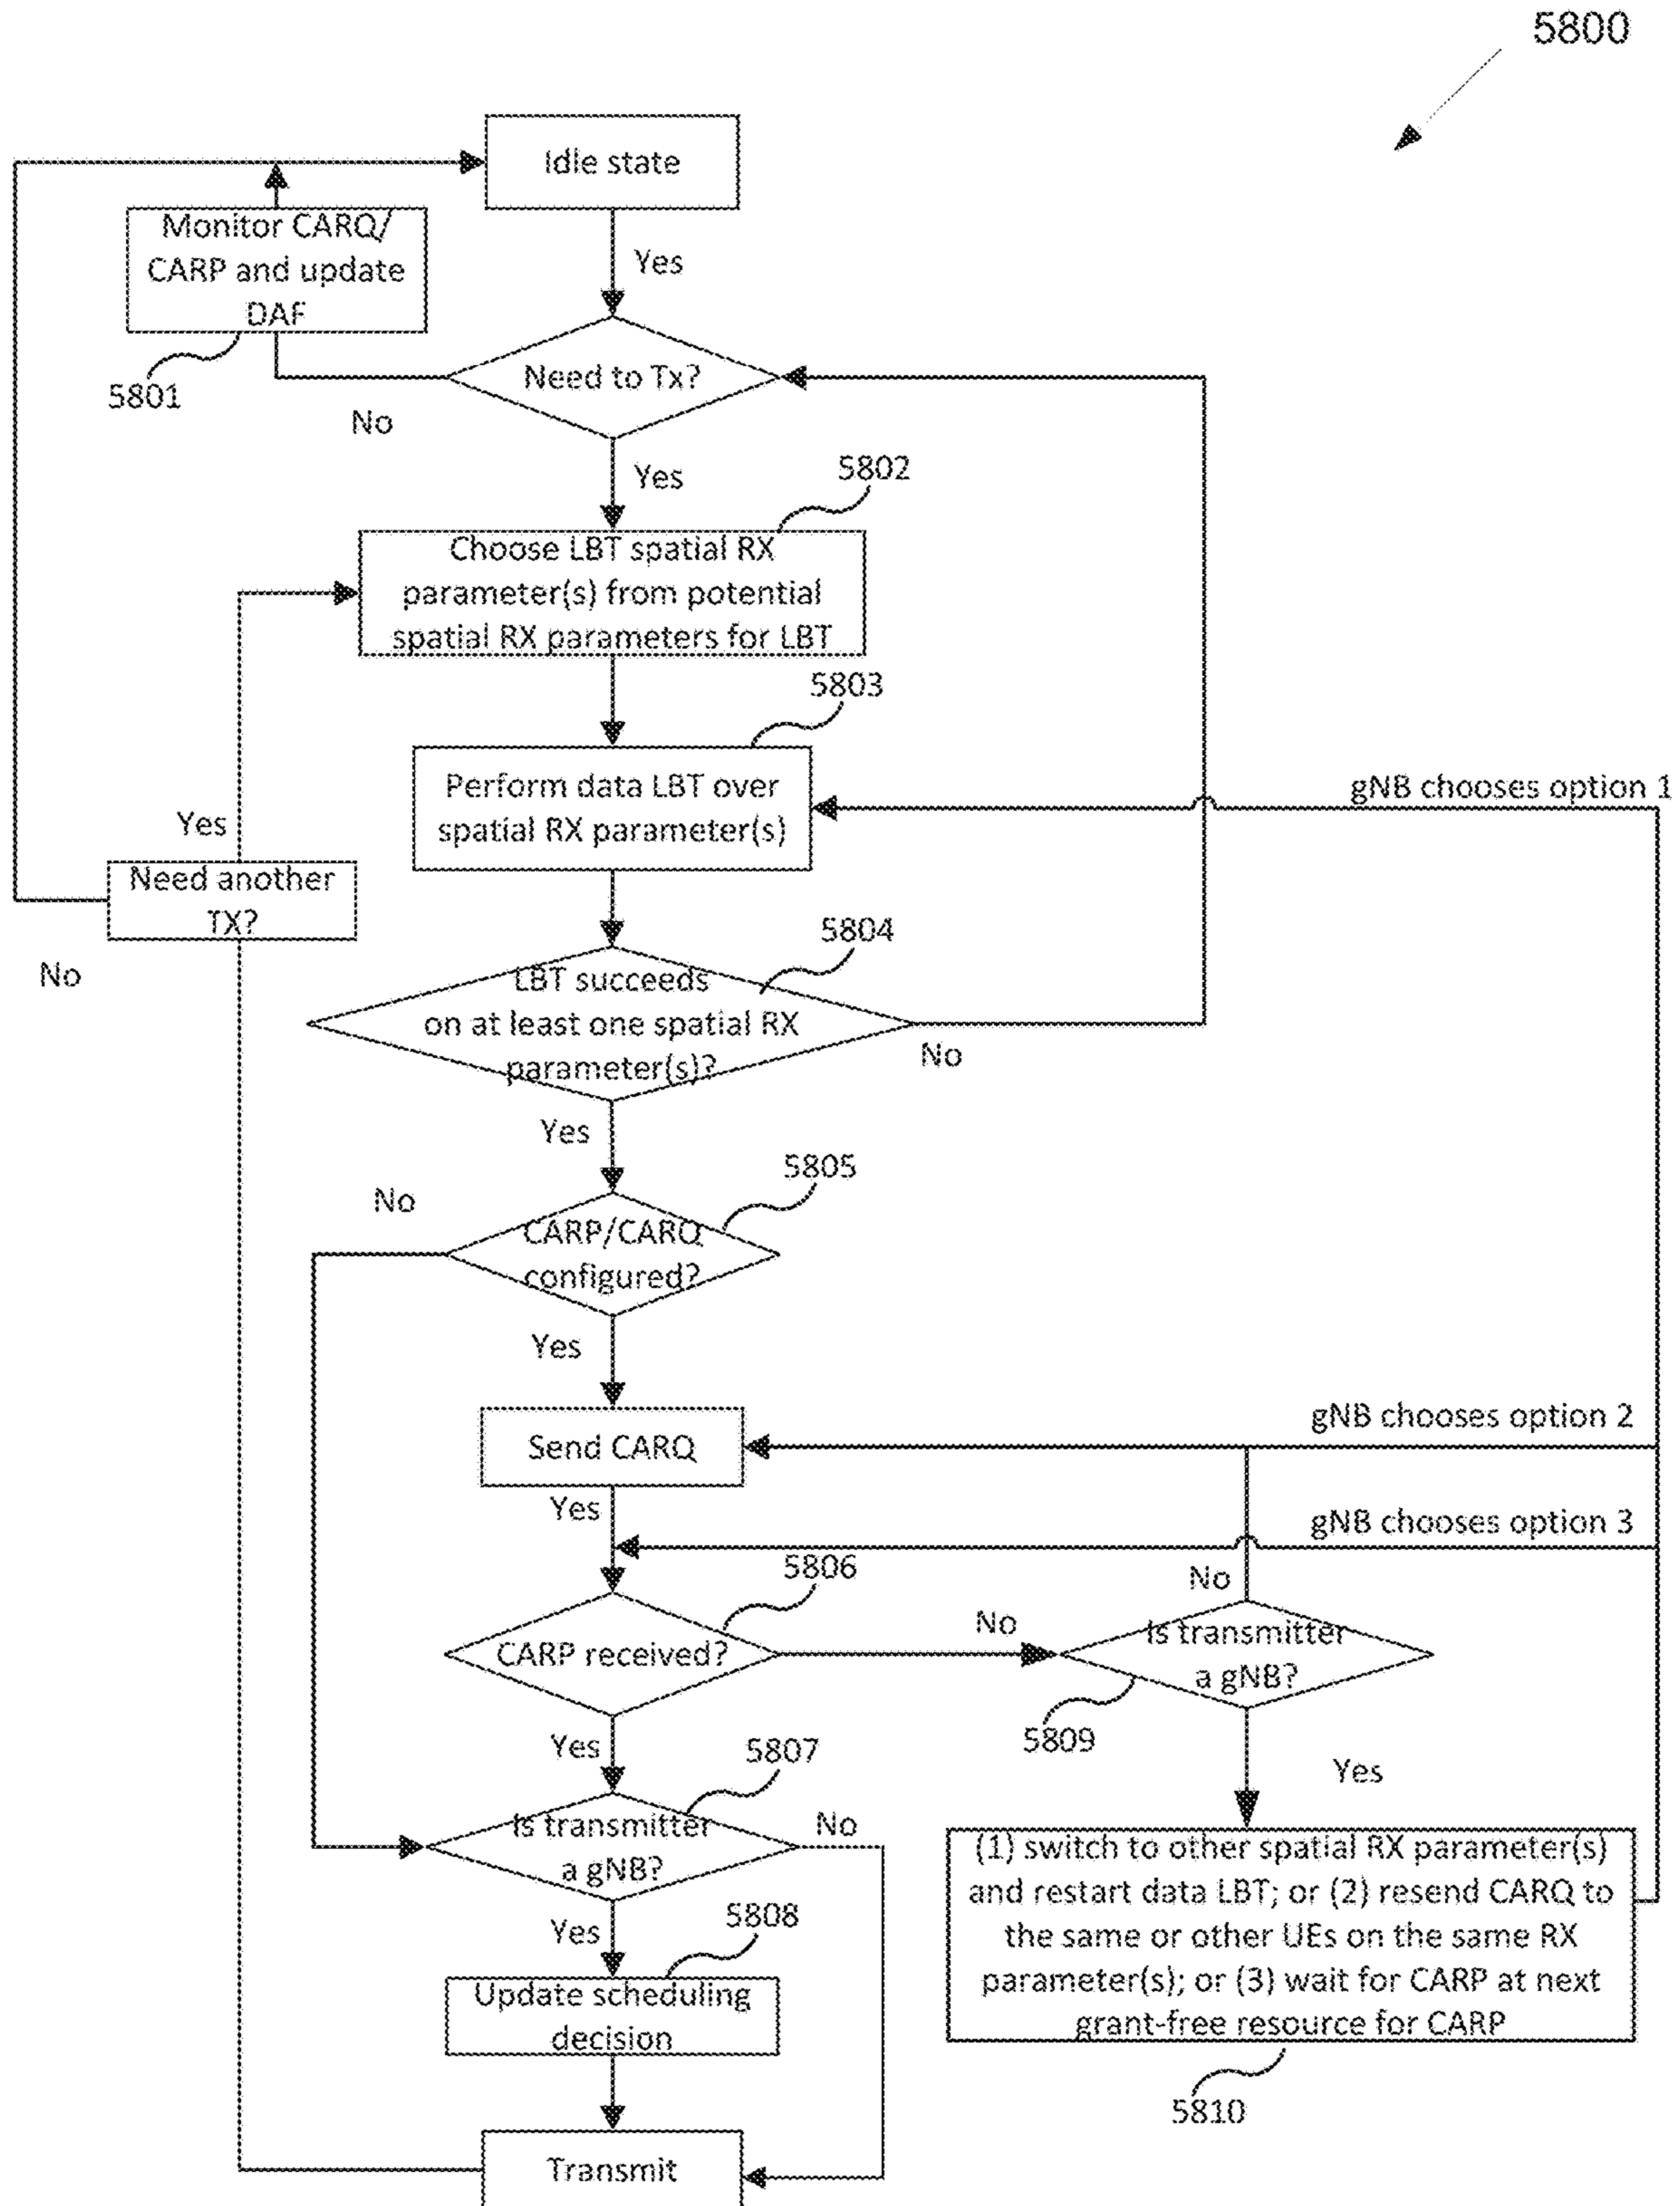 5800
Idle state
Yes
Monitor CARQ/
CARP and update
DAF
5801
Need to Tx?
No
Yes
5802
Choose LBT spatial RX
parameter(s) from potential
spatial RX parameters for LBT
5803
Perform data LBT over
spatial RX parameter(s)
gNB chooses option 1
Yes
Need another
TX?
No
5804
LBT succeeds
on at least one spatial RX
parameter(s)?
No
Yes
5805
No
CARP/CARQ
configured?
Yes
gNB chooses option 2
Send CARQ
Yes
gNB chooses option 3
5806
No
CARP received?
No
Is transmitter
a gNB?
5809
Yes
Yes
5807
Is transmitter
a gNB?
No
Yes
5808
Update scheduling
decision
(1) switch to other spatial RX parameter(s)
and restart data LBT; or (2) resend CARQ to
the same or other UEs on the same RX
parameter(s); or (3) wait for CARP at next
grant-free resource for CARP
5810
Transmit